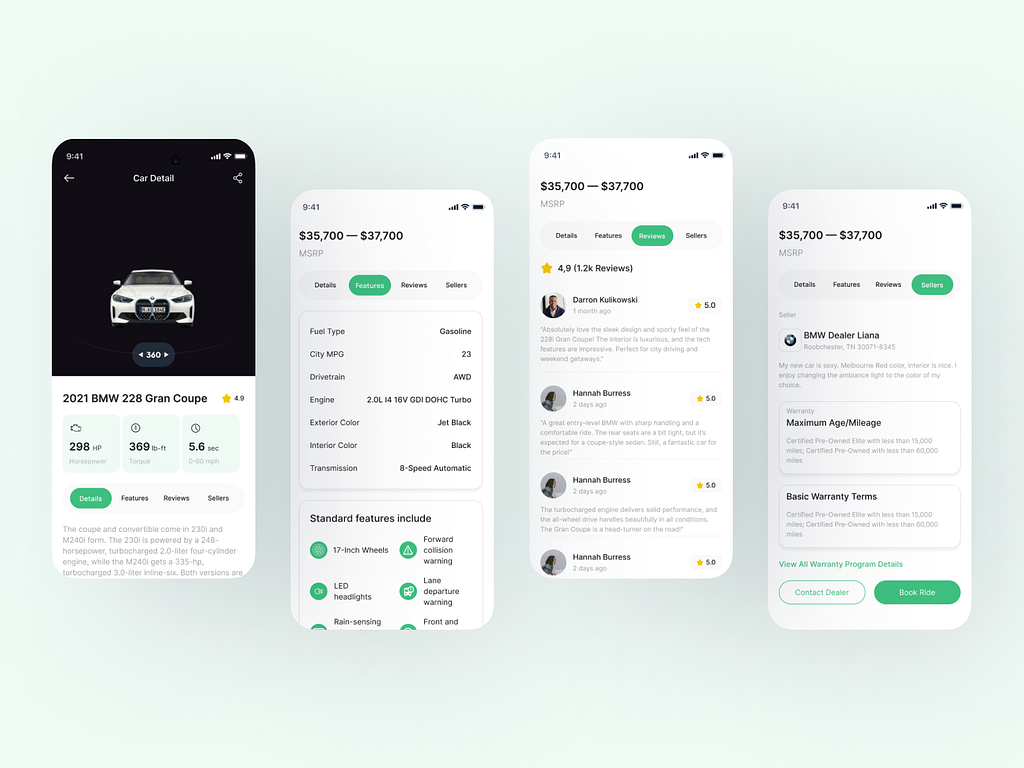 9:41
Car Detail
360
2021 BMW 228 Gran Coupe
4.9
298 HP
Horsepower
369 lb-ft
Torque
5.6 sec
0-60 mph
Details
Features
Reviews
Sellers
The coupe and convertible come in 230i and
M240i form. The 230i is powered by a 248-
horsepower, turbocharged 2.0-liter four-cylinder
engine, while the M240i gets a 335-hp,
turbocharged 3.0-liter inline-six. Both versions are
9:41
$35,700 — $37,700
MSRP
Details
Features
Reviews
Sellers
Fuel Type
Gasoline
City MPG
23
Drivetrain
AWD
Engine
2.0L I4 16V GDI DOHC Turbo
Exterior Color
Jet Black
Interior Color
Black
Transmission
8-Speed Automatic
Standard features include
17-Inch Wheels
Forward
collision
warning
LED
headlights
Lane
departure
warning
Rain-sensing
Front and
9:41
$35,700 — $37,700
MSRP
Details
Features
Reviews
Sellers
4,9 (1.2k Reviews)
Darron Kulikowski
1 month ago
5.0
"Absolutely love the sleek design and sporty feel of the
228i Gran Coupe! The interior is luxurious, and the tech
features are impressive. Perfect for city driving and
weekend getaways."
Hannah Burress
2 days ago
5.0
"A great entry-level BMW with sharp handling and a
comfortable ride. The rear seats are a bit tight, but it's
expected for a coupe-style sedan. Still, a fantastic car for
the price!"
Hannah Burress
2 days ago
5.0
The turbocharged engine delivers solid performance, and
the all-wheel drive handles beautifully in all conditions.
The Gran Coupe is a head-turner on the road!"
Hannah Burress
2 days ago
5.0
9:41
$35,700 — $37,700
MSRP
Details
Features
Reviews
Sellers
Seller
BMW Dealer Liana
Roobchester, TN 30071-8345
My new car is sexy. Melbourne Red color, interior is nice. I
enjoy changing the ambiance light to the color of my
choice.
Warranty
Maximum Age/Mileage
Certified Pre-Owned Elite with less than 15,000
miles; Certified Pre-Owned with less than 60,000
miles
Basic Warranty Terms
Certified Pre-Owned Elite with less than 15,000
miles; Certified Pre-Owned with less than 60,000
miles
View All Warranty Program Details
Contact Dealer
Book Ride